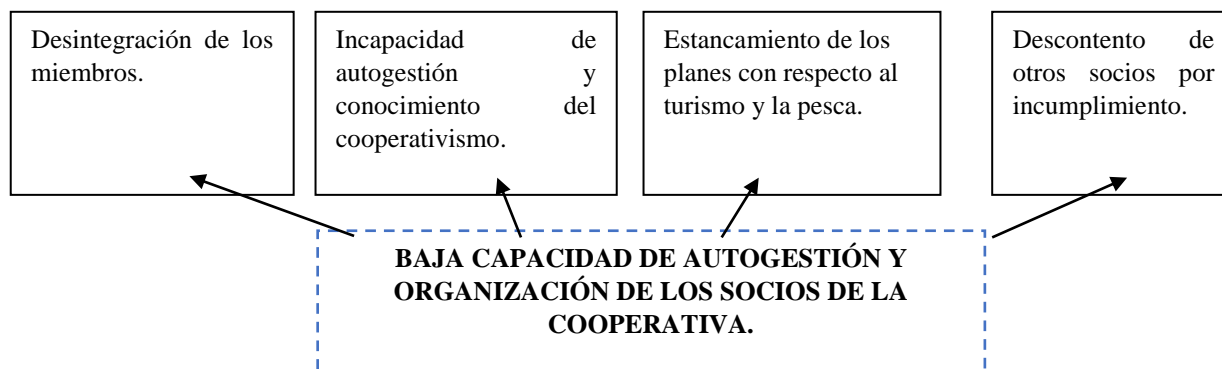 Desintegración de los
miembros.
Incapacidad de
autogestión y
conocimiento del
cooperativismo.
Estancamiento de los
planes con respecto al
turismo y la pesca.
Descontento de
otros socios por
incumplimiento.
BAJA CAPACIDAD DE AUTOGESTIÓN Y
ORGANIZACIÓN DE LOS SOCIOS DE LA
COOPERATIVA.